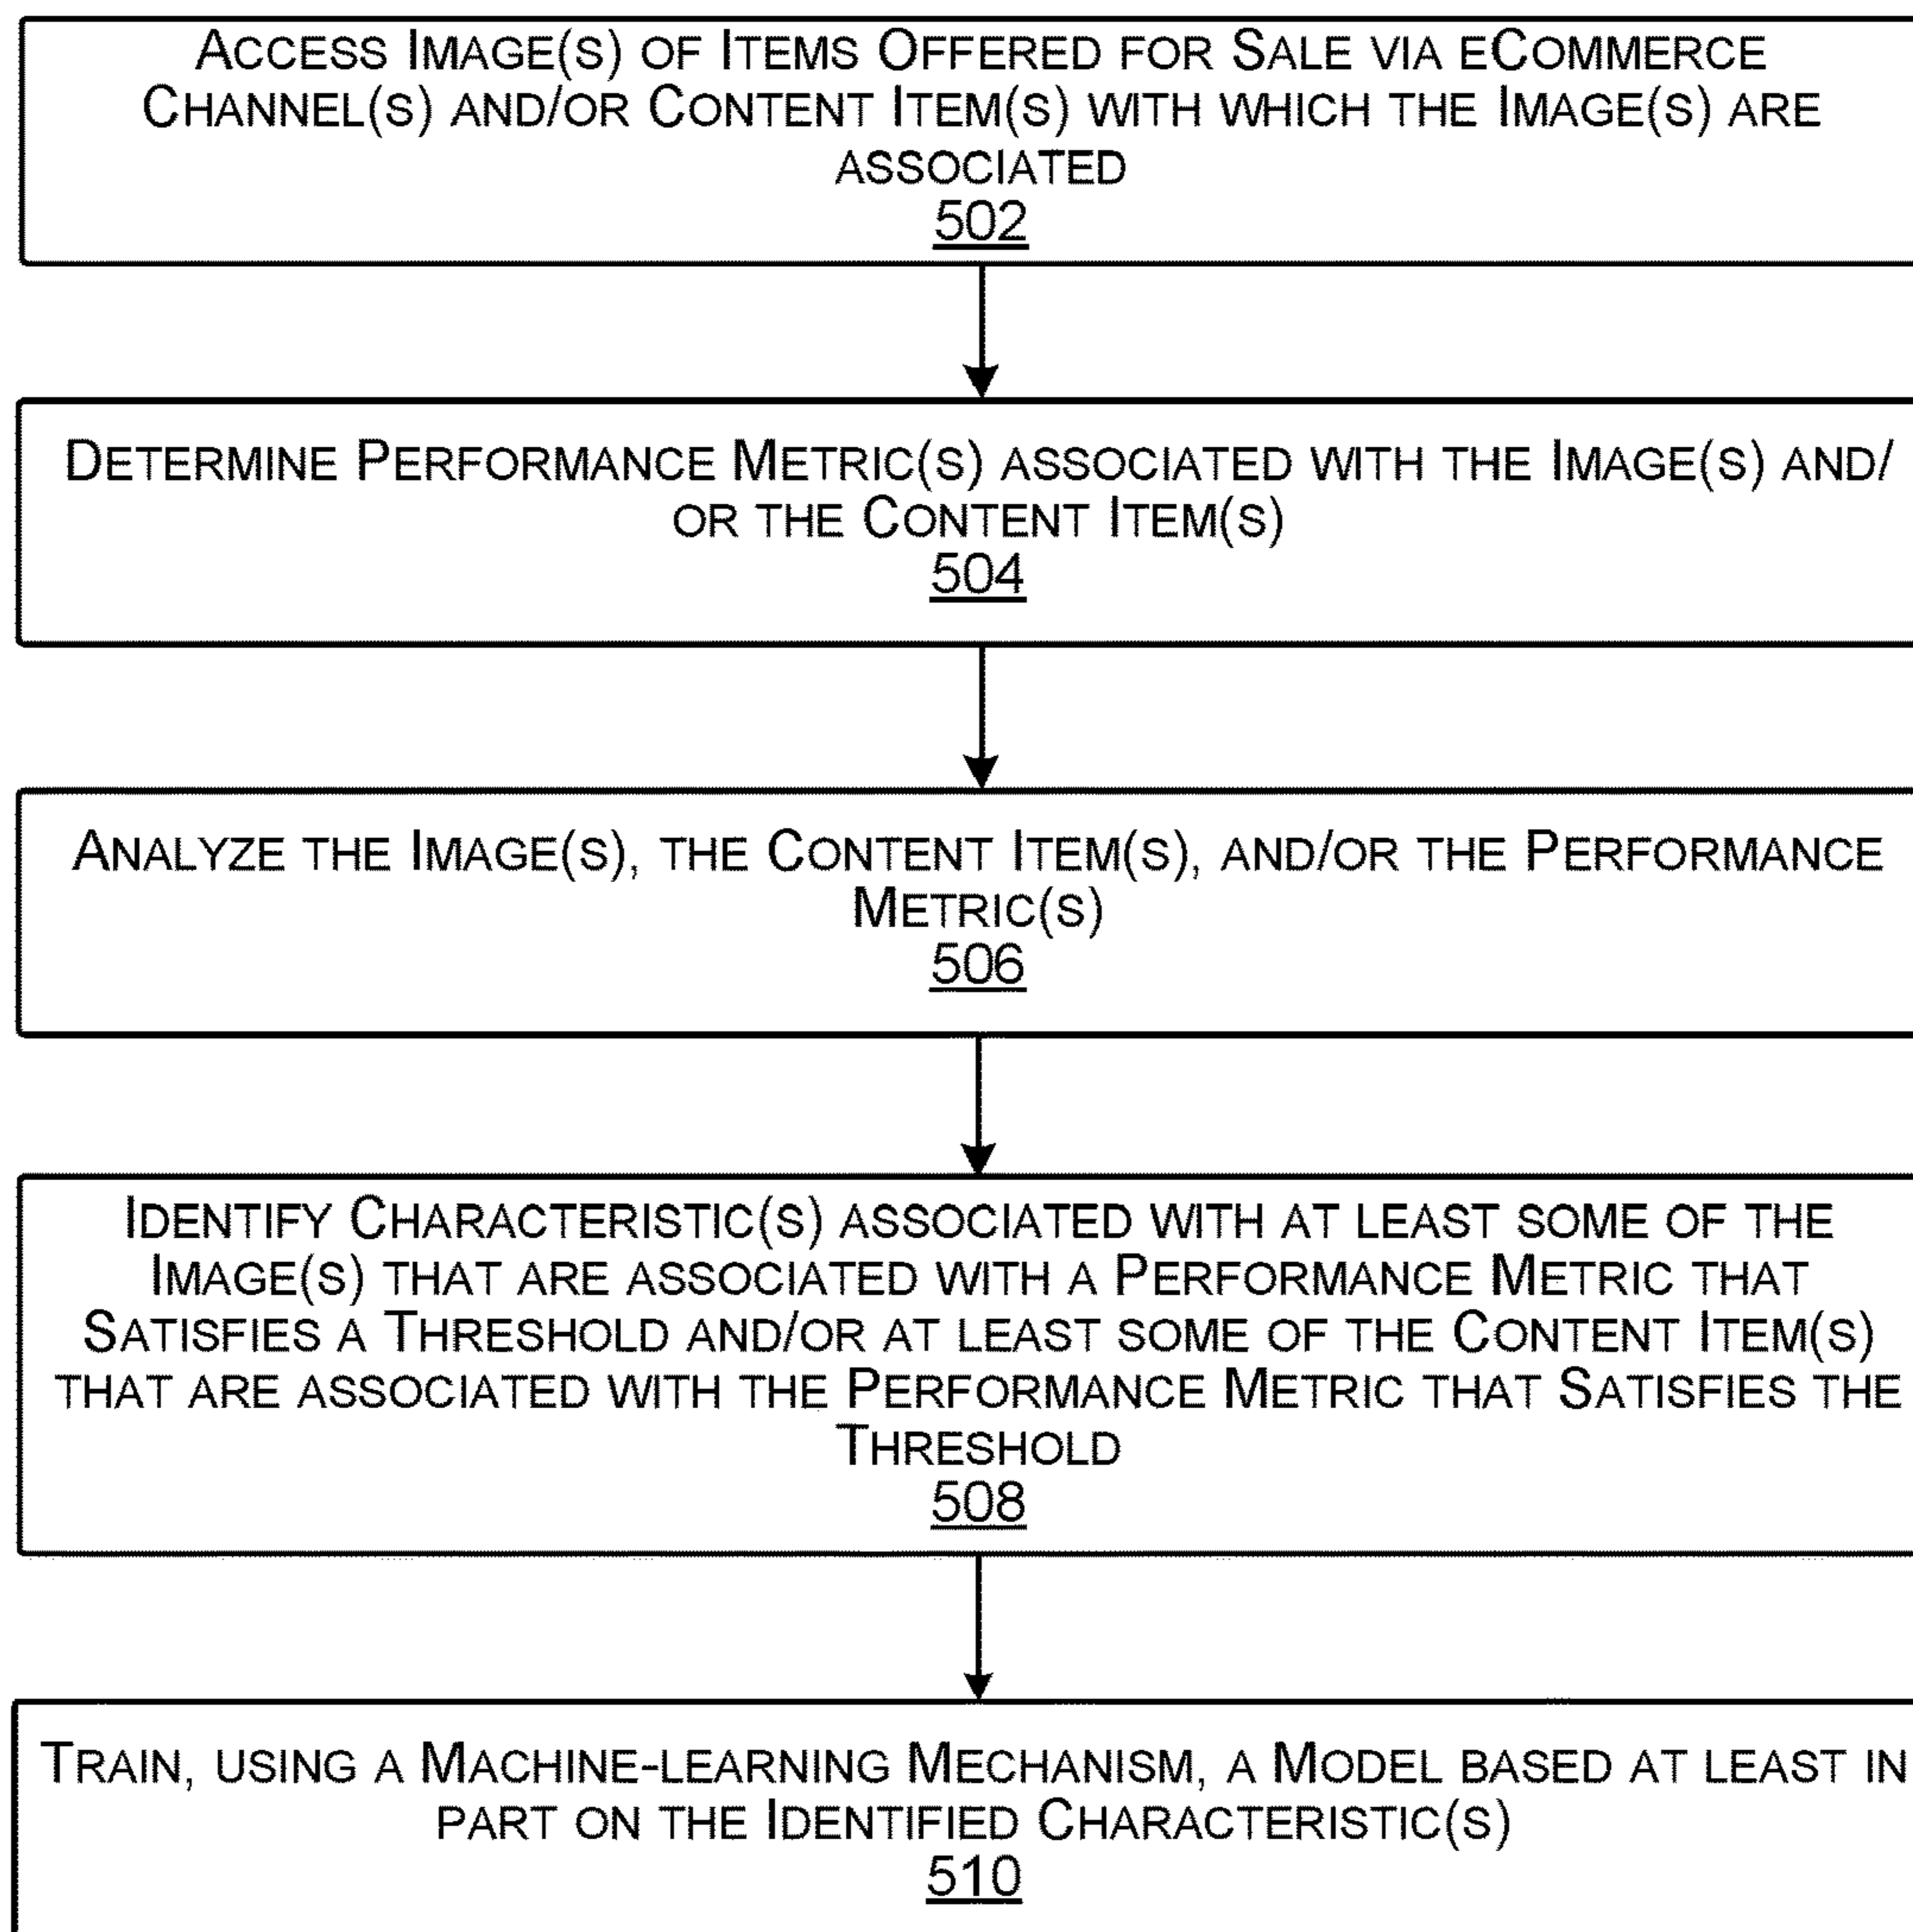 ACCESS IMAGE(S) OF ITEMS OFFERED FOR SALE VIA ECOMMERCE
CHANNEL(S) AND/OR CONTENT ITEM(S) WITH WHICH THE IMAGE(S) ARE
ASSOCIATED
502
DETERMINE PERFORMANCE METRIC(S) ASSOCIATED WITH THE IMAGE(S) AND/
OR THE CONTENT ITEM(S)
504
ANALYZE THE IMAGE(S), THE CONTENT ITEM(S), AND/OR THE PERFORMANCE
METRIC(S)
506
IDENTIFY CHARACTERISTIC(S) ASSOCIATED WITH AT LEAST SOME OF THE
IMAGE(S) THAT ARE ASSOCIATED WITH A PERFORMANCE METRIC THAT
SATISFIES A THRESHOLD AND/OR AT LEAST SOME OF THE CONTENT ITEM(S)
THAT ARE ASSOCIATED WITH THE PERFORMANCE METRIC THAT SATISFIES THE
THRESHOLD
508
TRAIN, USING A MACHINE-LEARNING MECHANISM, A MODEL BASED AT LEAST IN
PART ON THE IDENTIFIED CHARACTERISTIC(S)
510